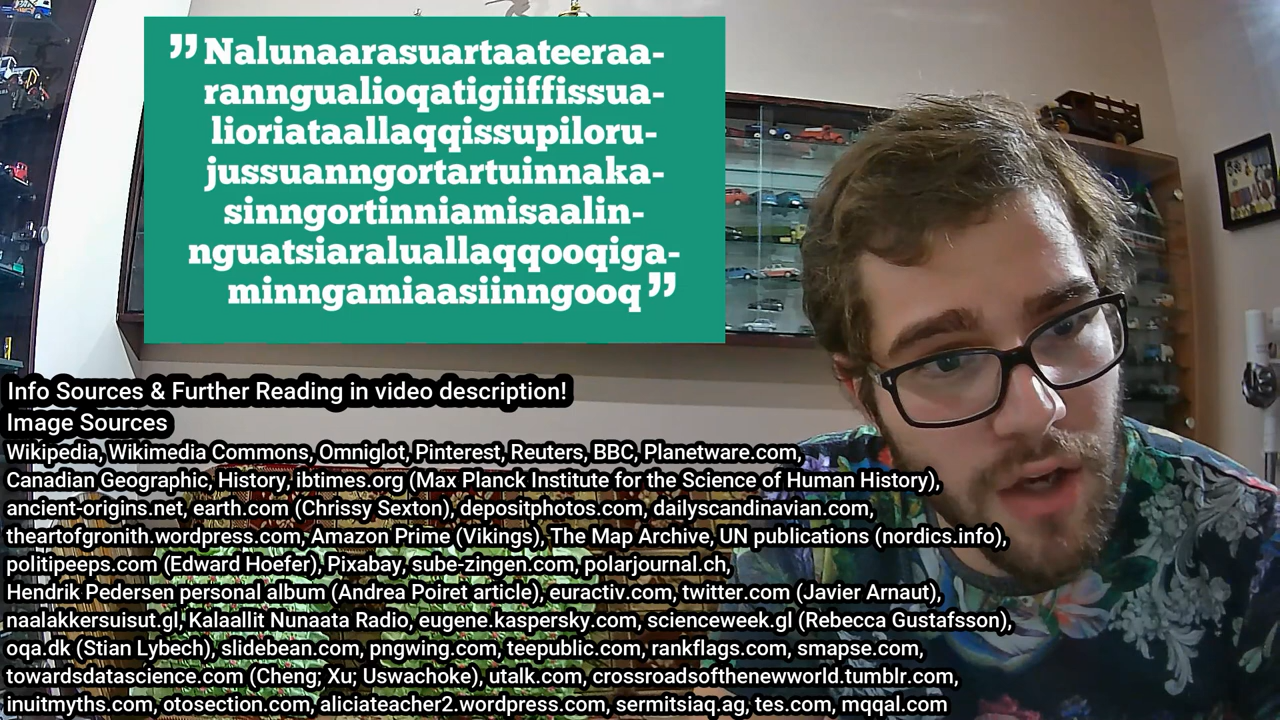 ”Nalunaarasuartaateeraa-
ranngualioqatigiiffissua-
lioriataallaqqissupiloru-
jussuanngortartuinnaka-
sinngortinniamisaalin-
nguatsiaraluallaqqooqiga-
minngamiaasiinngooq”
Info Sources & Further Reading in video description!
Image Sources
Wikipedia, Wikimedia Commons, Omniglot, Pinterest, Reuters, BBC, Planetware.com,
Canadian Geographic, History, ibtimes.org (Max Planck Institute for the Science of Human History),
ancient-origins.net, earth.com (Chrissy Sexton), depositphotos.com, dailyscandinavian.com,
theartofgronith.wordpress.com, Amazon Prime (Vikings), The Map Archive, UN publications (nordics.info),
politipeeps.com (Edward Hoefer), Pixabay, sube-zingen.com, polarjournal.ch,
Hendrik Pedersen personal album (Andrea Poiret article), euractiv.com, twitter.com (Javier Arnaut),
naalakkersuisut.gl, Kalaallit Nunaata Radio, eugene.kaspersky.com, scienceweek.gl (Rebecca Gustafsson),
oqa.dk (Stian Lybech), slidebean.com, pngwing.com, teepublic.com, rankflags.com, smapse.com,
towardsdatascience.com (Cheng; Xu; Uswachoke), utalk.com, crossroadsofthenewworld.tumblr.com,
inuitmyths.com, otosection.com, aliciateacher2.wordpress.com, sermitsiaq.ag, tes.com, mqqal.com